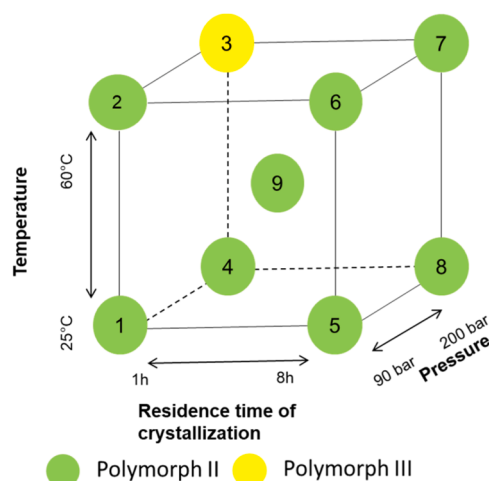 3
7
2
6
60°C
Temperature
9
4
8
1
5
25°C
200 bar
90 bar
Pressure
1h
8h
Residence time of
crystallization
Polymorph II
Polymorph III